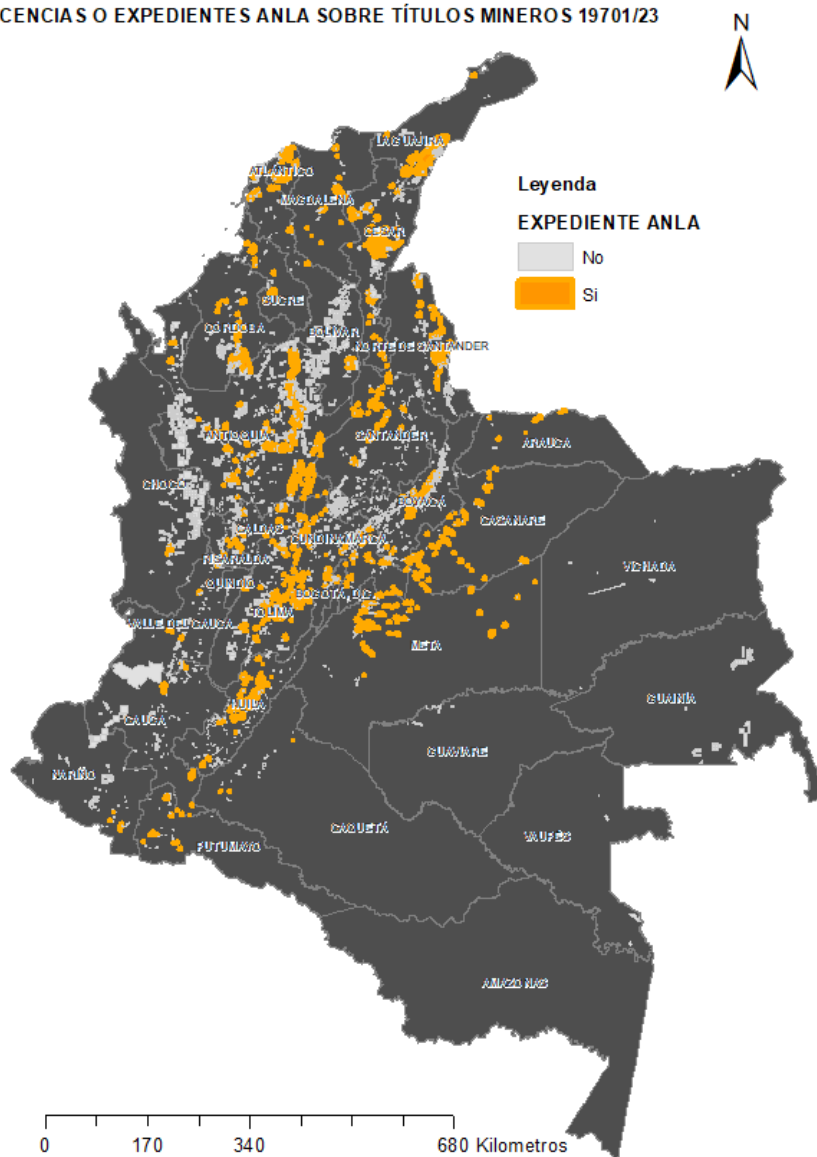 CENCIAS O EXPEDIENTES ANLA SOBRE TÍTULOS MINEROS 19701/23
N
LA GUAJIRA
ATLÁNTICO
MAGDALENA
CESAR
Leyenda
EXPEDIENTE ANLA
No
Si
SUCRE
CÓRDOBA
BOLÍVAR
NORTE DE SANTANDER
ANTIOQUIA
SANTANDER
ARAUCA
CHOCÓ
BOYACÁ
CASANARE
CALDAS
CUNDINAMARCA
RISARALDA
VICHADA
QUINDÍO
BOGOTÁ, D.C.
TOLIMA
VALLE DEL CAUCA
META
HUILA
GUAINÍA
CAUCA
GUAVIARE
NARIÑO
CAQUETÁ
VAUPÉS
PUTUMAYO
AMAZONAS
0 170 340 680 Kilometros